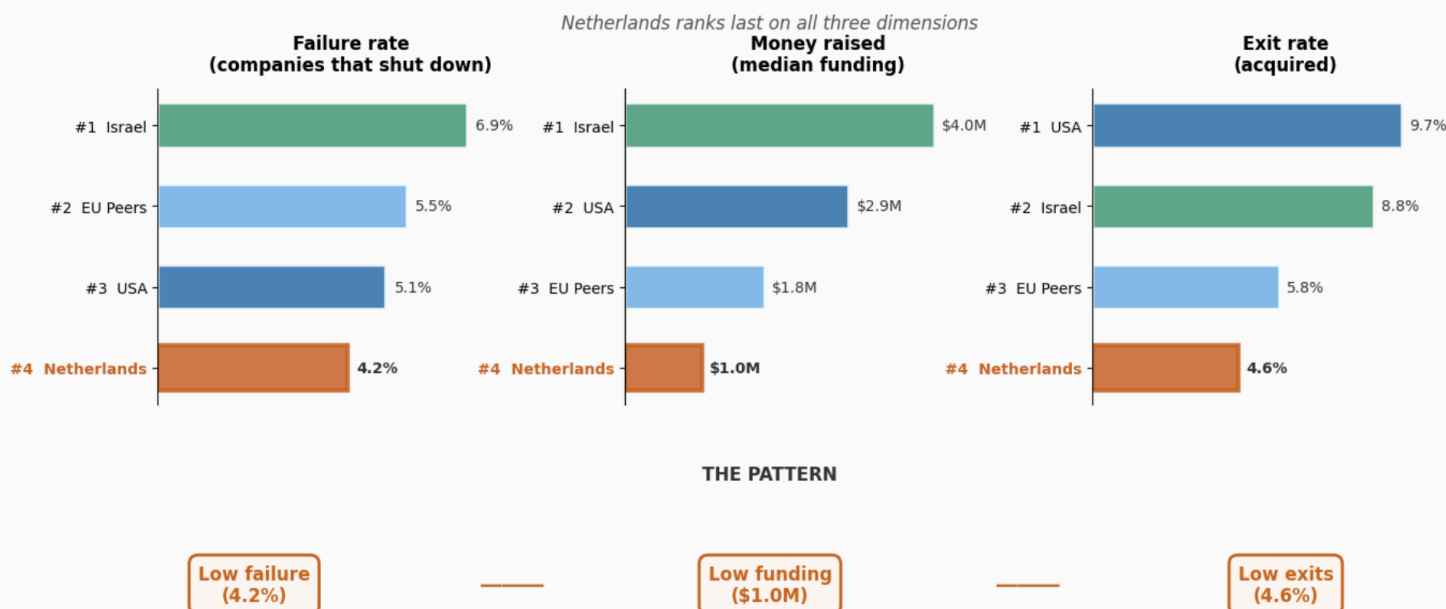 Netherlands ranks last on all three dimensions
Failure rate
(companies that shut down)
#1 Israel
6.9%
#2 EU Peers
5.5%
#3 USA
5.1%
#4 Netherlands
4.2%
Money raised
(median funding)
#1 Israel
$4.0M
#2 USA
$2.9M
#3 EU Peers
$1.8M
#4 Netherlands
$1.0M
Exit rate
(acquired)
#1 USA
9.7%
#2 Israel
8.8%
#3 EU Peers
5.8%
#4 Netherlands
4.6%
THE PATTERN
Low failure
(4.2%)
Low funding
($1.0M)
Low exits
(4.6%)